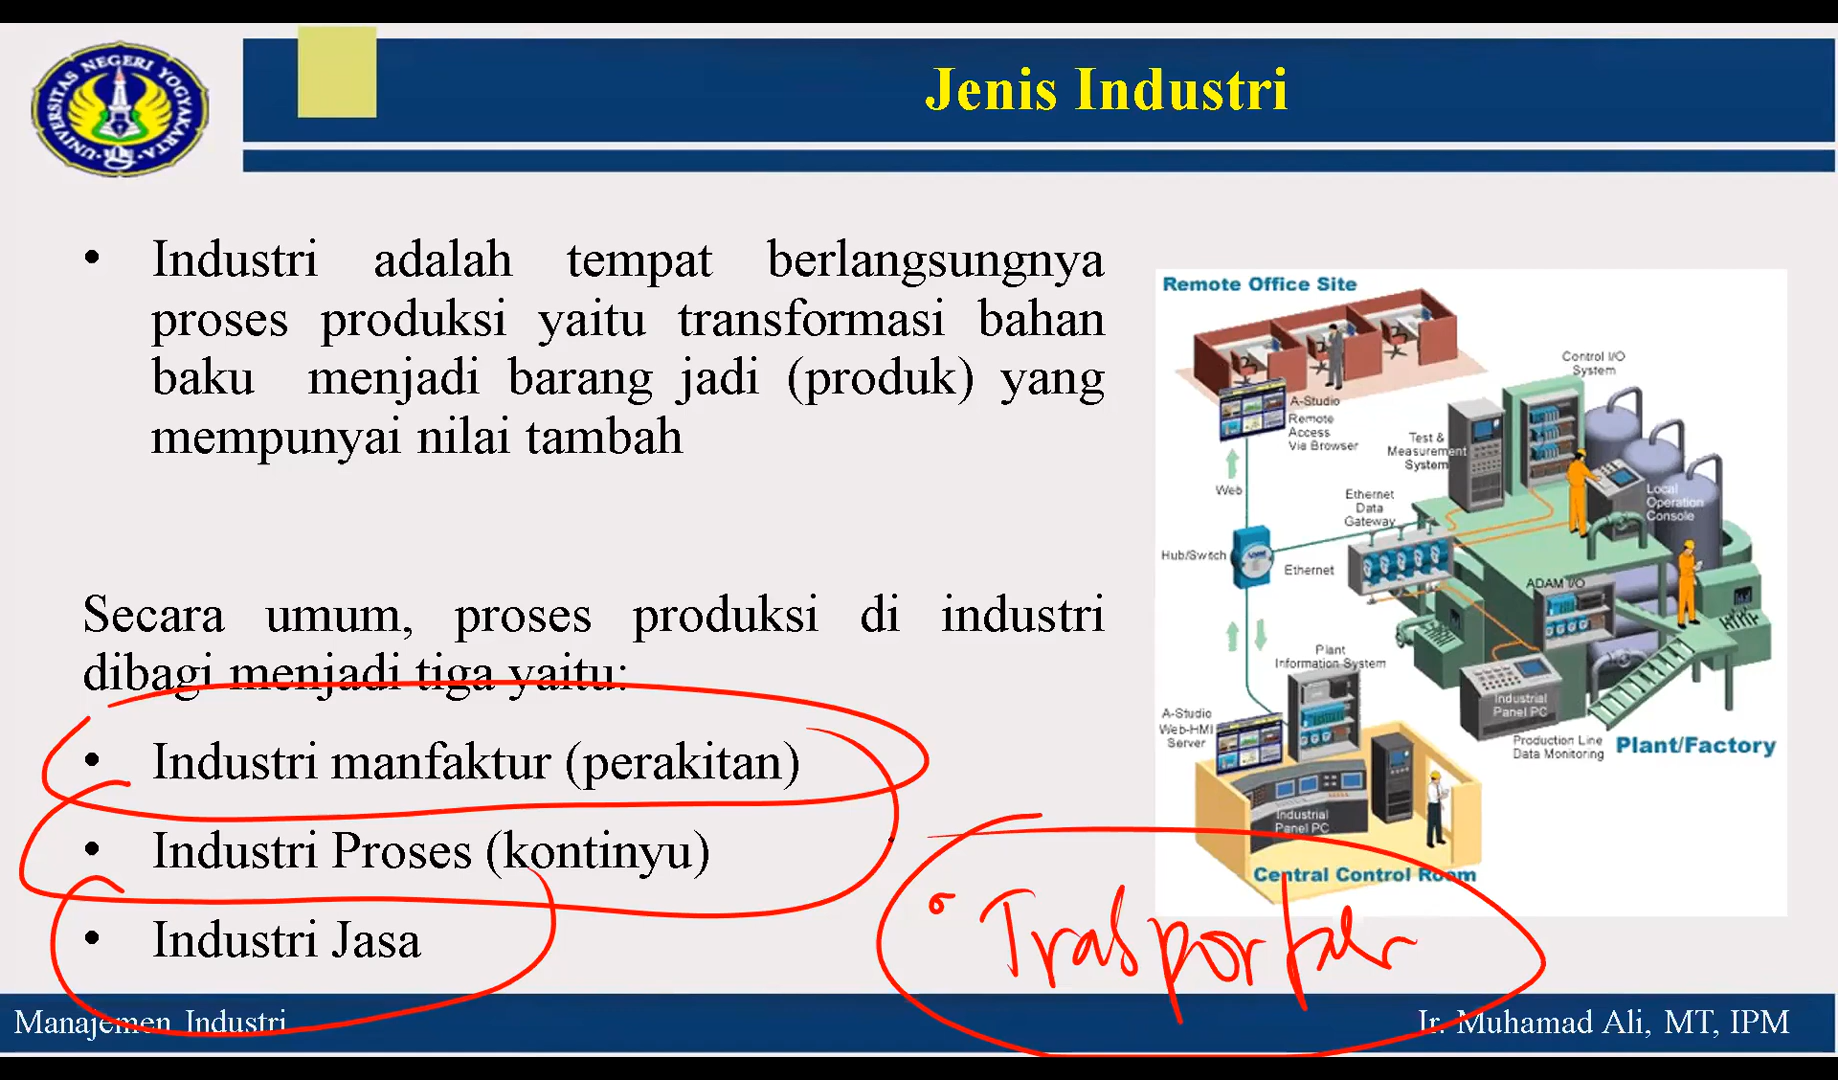 UNIVERSITAS NEGERI YOGYAKARTA
Jenis Industri
• Industri adalah tempat berlangsungnya
proses produksi yaitu transformasi bahan
baku menjadi barang jadi (produk) yang
mempunyai nilai tambah
Secara umum, proses produksi di industri
dibagi menjadi tiga yaitu:
• Industri manfaktur (perakitan)
• Industri Proses (kontinyu)
• Industri Jasa
Remote Office Site
Control I/O
System
A-Studio
Remote
Access
Via Browser
Test &
Measurement
System
Web
Ethernet
Data
Gateway
Local
Operation
Console
Hub/Switch
Ethernet
ADAM I/O
Plant
Information System
Industrial
Panel PC
A-Studio
Web-HMI
Server
Production Line
Data Monitoring
Plant/Factory
Industrial
Panel PC
Central Control Room
Manajemen Industri
Ir. Muhamad Ali, MT, IPM